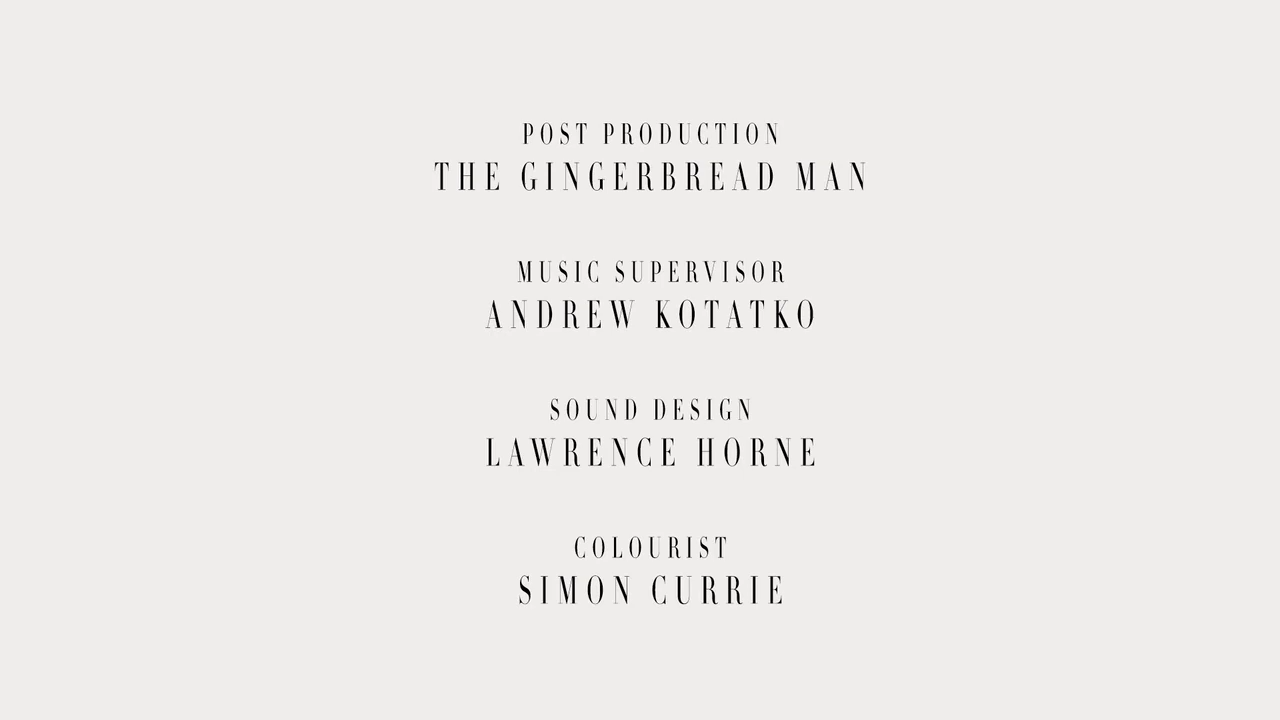 POST PRODUCTION
THE GINGERBREAD MAN
MUSIC SUPERVISOR
ANDREW KOTATKO
SOUND DESIGN
LAWRENCE HORNE
COLOURIST
SIMON CURRIE